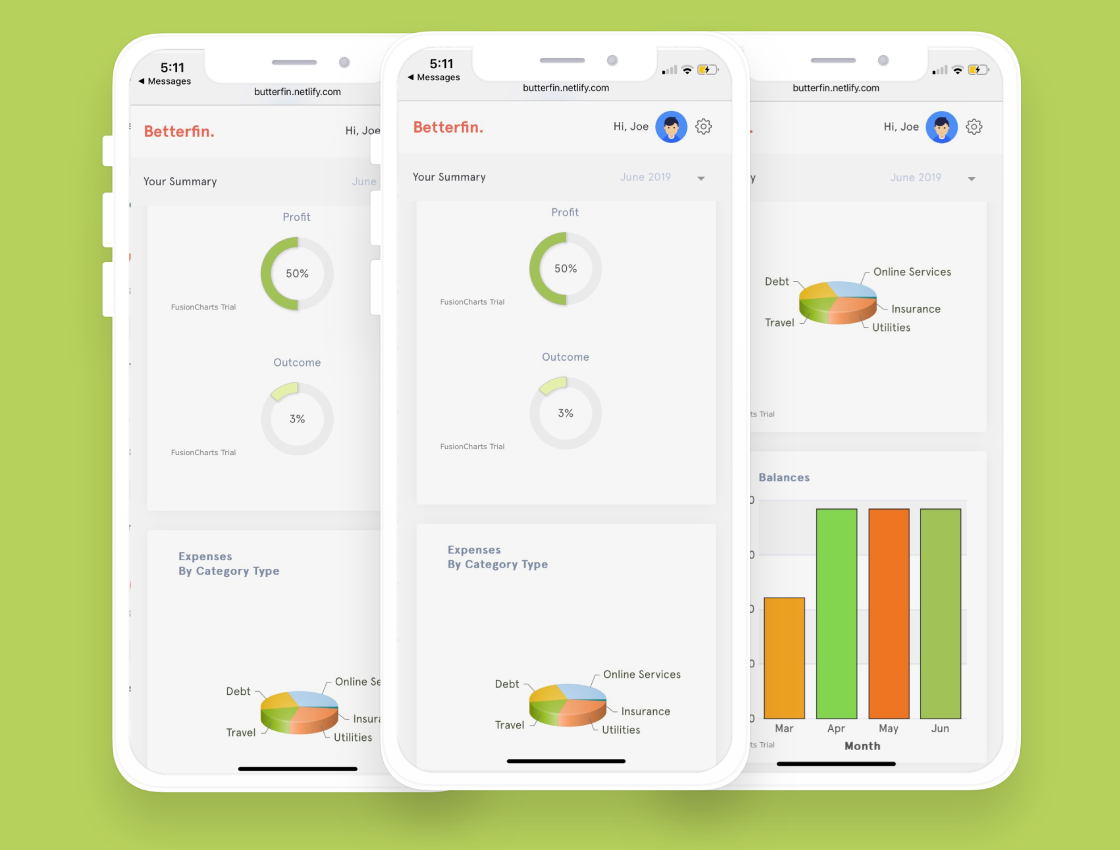 5:11
◀ Messages
butterfin.netlify.com
Betterfin.
Hi, Joe
Your Summary
June
Profit
50%
FusionCharts Trial
Outcome
3%
FusionCharts Trial
Expenses
By Category Type
Debt
Online Se
Insura
Travel
Utilities
5:11
◀ Messages
butterfin.netlify.com
Betterfin.
Hi, Joe
Your Summary
June 2019
Profit
50%
FusionCharts Trial
Outcome
3%
FusionCharts Trial
Expenses
By Category Type
Debt
Online Services
Insurance
Travel
Utilities
butterfin.netlify.com
Hi, Joe
y
June 2019
Debt
Online Services
Insurance
Travel
Utilities
ts Trial
Balances
0
0
0
0
0
Mar Apr May Jun
ts Trial
Month